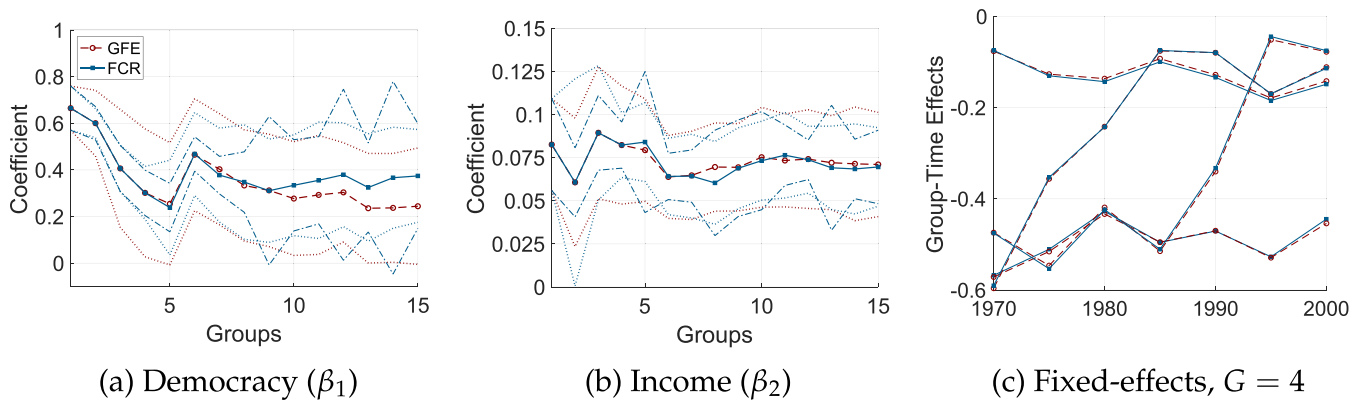 1
0.8
0.6
0.4
0.2
0
Coefficient
GFE
FCR
5
10
15
Groups
(a) Democracy (β₁)
0.15
0.125
0.1
0.075
0.05
0.025
0
Coefficient
5
10
15
Groups
(b) Income (β₂)
0
-0.2
-0.4
-0.6
Group-Time Effects
1970
1980
1990
2000
(c) Fixed-effects, G = 4